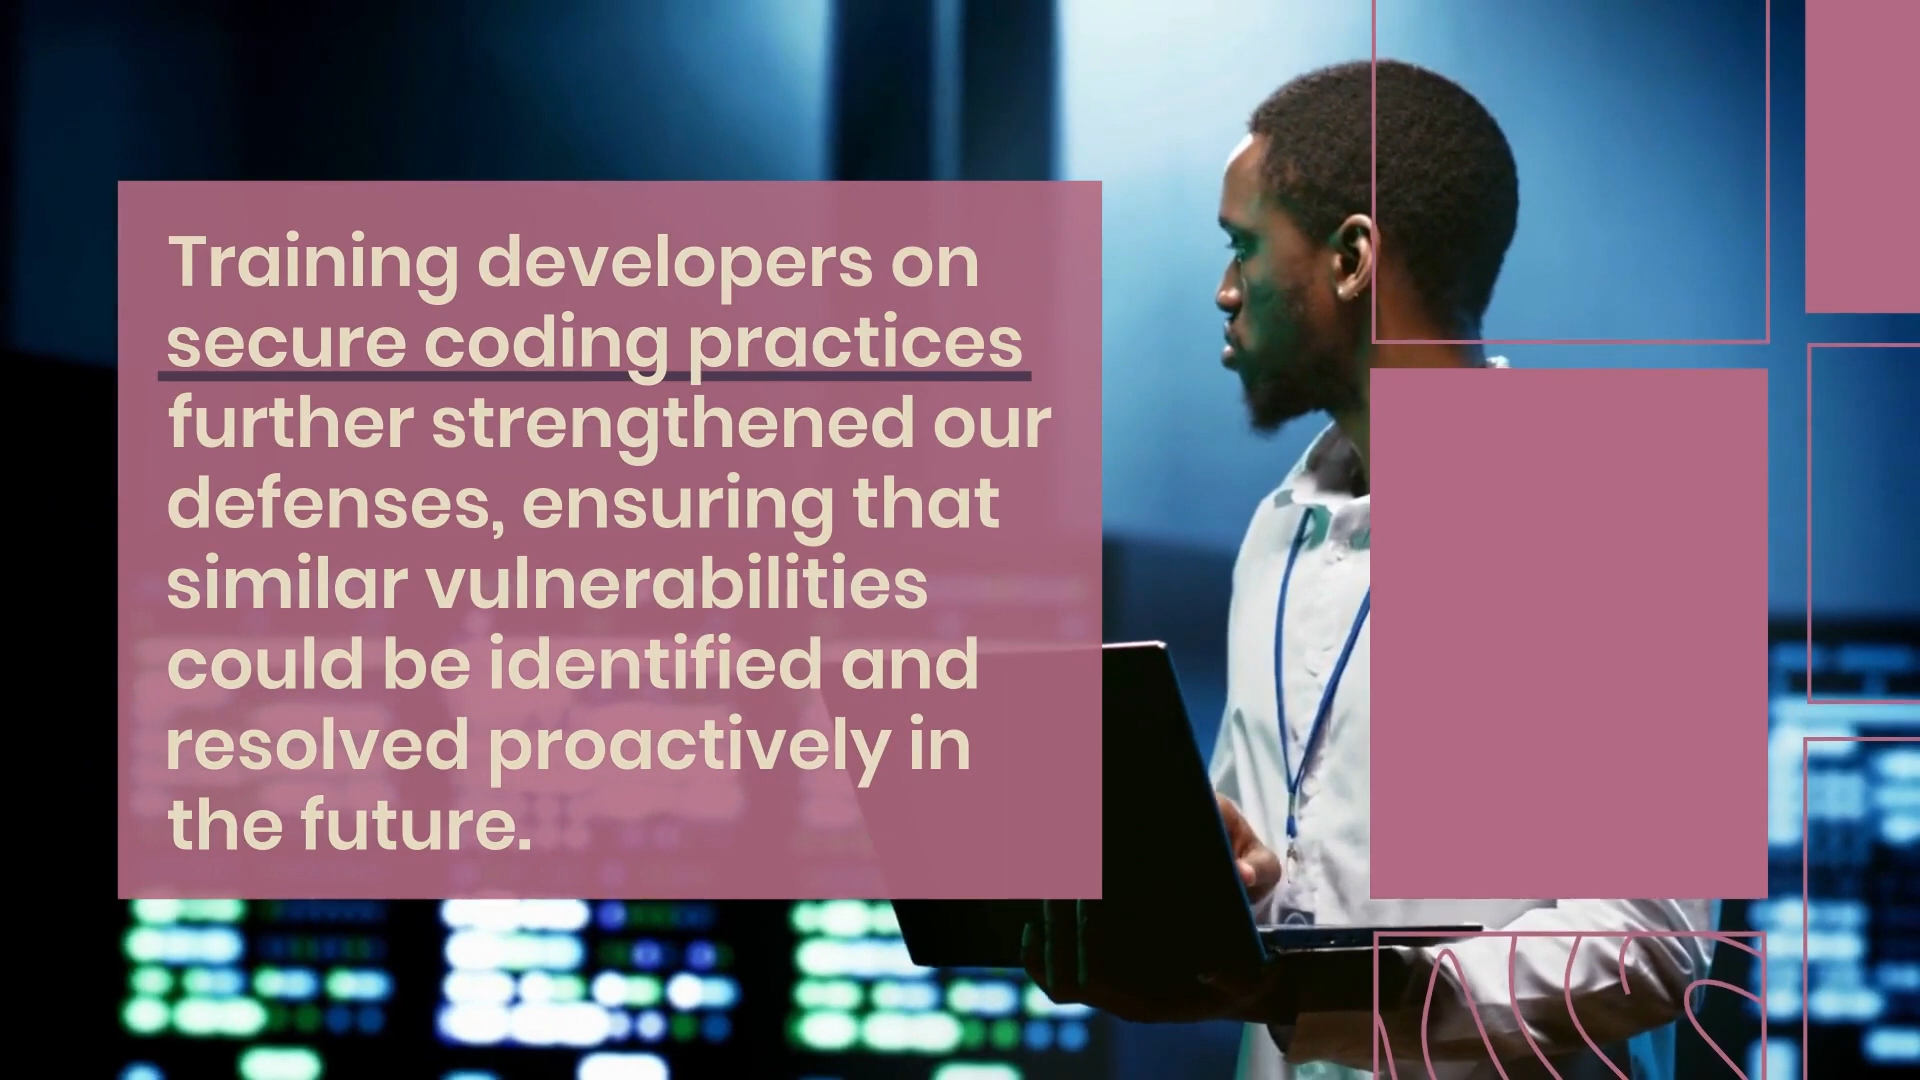 Training developers on
secure coding practices
further strengthened our
defenses, ensuring that
similar vulnerabilities
could be identified and
resolved proactively in
the future.